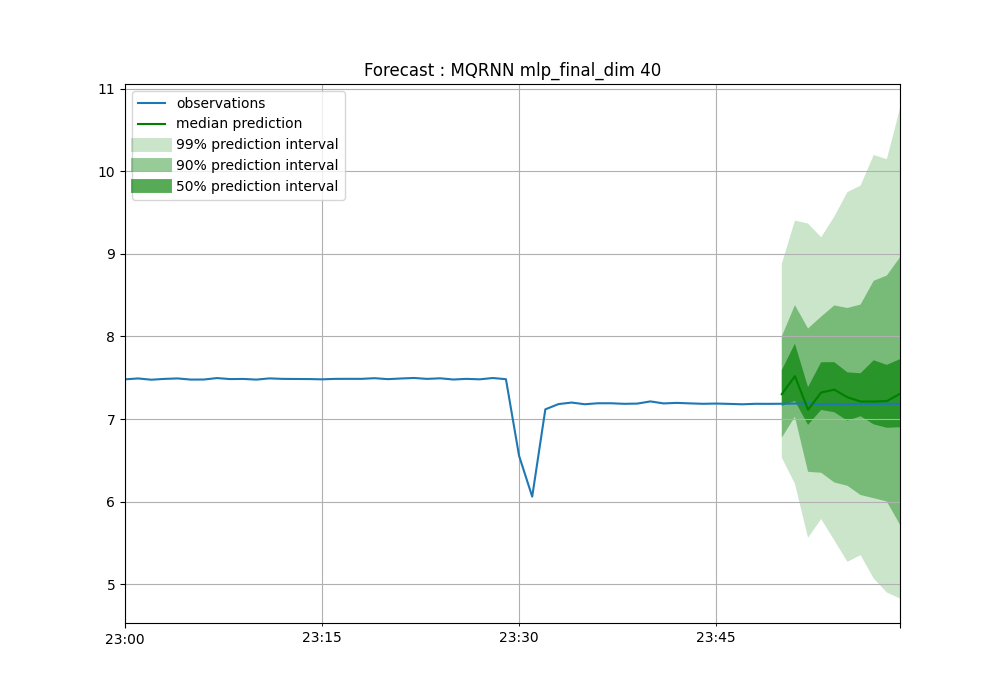 Forecast : MQRNN mlp_final_dim 40
observations
median prediction
99% prediction interval
90% prediction interval
50% prediction interval
11
10
9
8
7
6
5
23:00
23:15
23:30
23:45